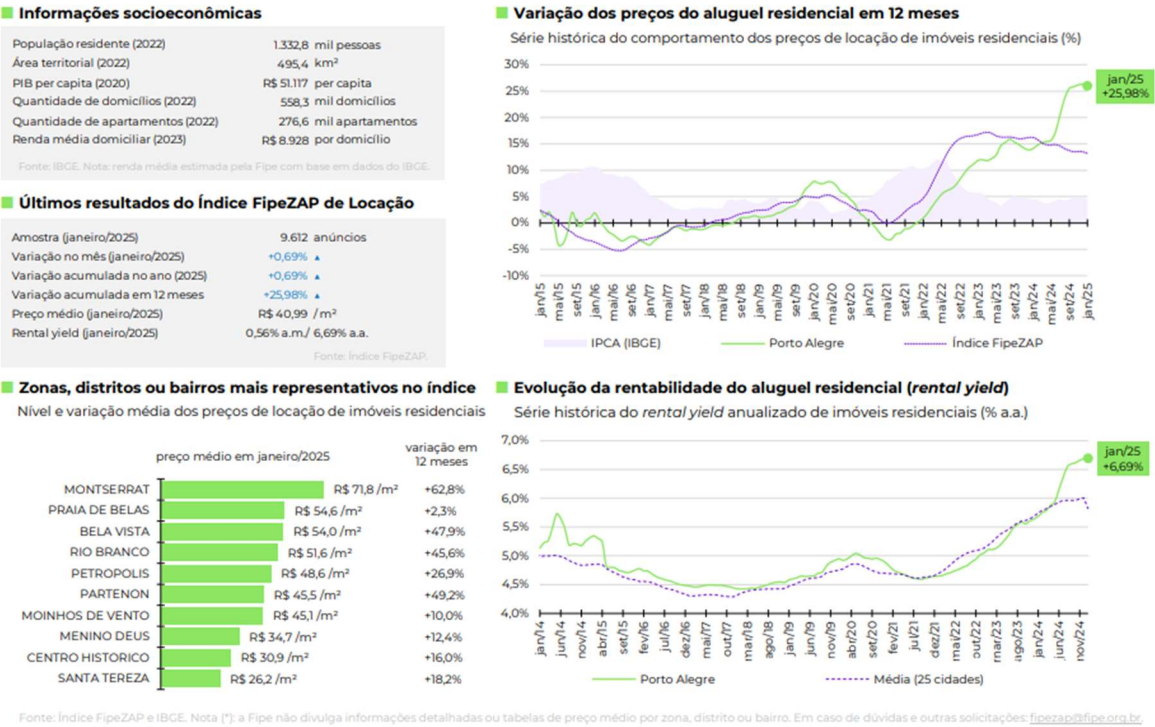 Informações socioeconômicas
População residente (2022) 1.332,8 mil pessoas
Área territorial (2022) 495,4 km²
PIB per capita (2020) R$ 51.117 per capita
Quantidade de domicílios (2022) 558,3 mil domicílios
Quantidade de apartamentos (2022) 276,6 mil apartamentos
Renda média domiciliar (2023) R$ 8.928 por domicílio
Fonte: IBGE. Nota: renda média estimada pela Fipe com base em dados do IBGE.
Últimos resultados do Índice FipeZAP de Locação
Amostra (janeiro/2025) 9.612 anúncios
Variação no mês (janeiro/2025) +0,69% ▲
Variação acumulada no ano (2025) +0,69% ▲
Variação acumulada em 12 meses +25,98% ▲
Preço médio (janeiro/2025) R$ 40,99 /m²
Rental yield (janeiro/2025) 0,56% a.m./ 6,69% a.a.
Fonte: Índice FipeZAP.
Variação dos preços do aluguel residencial em 12 meses
Série histórica do comportamento dos preços de locação de imóveis residenciais (%)
30%
25%
20%
15%
10%
5%
0%
-5%
-10%
jan/25
+25,98%
jan/15 mai/15 set/15 jan/16 mai/16 set/16 jan/17 mai/17 set/17 jan/18 mai/18 set/18 jan/19 mai/19 set/19 jan/20 mai/20 set/20 jan/21 mai/21 set/21 jan/22 mai/22 set/22 jan/23 mai/23 set/23 jan/24 mai/24 set/24 jan/25
IPCA (IBGE) Porto Alegre Índice FipeZAP
Zonas, distritos ou bairros mais representativos no índice
Nível e variação média dos preços de locação de imóveis residenciais
preço médio em janeiro/2025
variação em
12 meses
MONTSERRAT R$ 71,8 /m² +62,8%
PRAIA DE BELAS R$ 54,6 /m² +2,3%
BELA VISTA R$ 54,0 /m² +47,9%
RIO BRANCO R$ 51,6 /m² +45,6%
PETROPOLIS R$ 48,6 /m² +26,9%
PARTENON R$ 45,5 /m² +49,2%
MOINHOS DE VENTO R$ 45,1 /m² +10,0%
MENINO DEUS R$ 34,7 /m² +12,4%
CENTRO HISTORICO R$ 30,9 /m² +16,0%
SANTA TEREZA R$ 26,2 /m² +18,2%
Evolução da rentabilidade do aluguel residencial (rental yield)
Série histórica do rental yield anualizado de imóveis residenciais (% a.a.)
7,0%
6,5%
6,0%
5,5%
5,0%
4,5%
4,0%
jan/25
+6,69%
jan/14 jun/14 nov/14 abr/15 set/15 fev/16 jul/16 dez/16 mai/17 out/17 mar/18 ago/18 jan/19 jun/19 nov/19 abr/20 set/20 fev/21 jul/21 dez/21 mai/22 out/22 mar/23 ago/23 jan/24 jun/24 nov/24
Porto Alegre Média (25 cidades)
Fonte: Índice FipeZAP e IBGE. Nota (*): a Fipe não divulga informações detalhadas ou tabelas de preço médio por zona, distrito ou bairro. Em caso de dúvidas e outras solicitações: fipezap@fipe.org.br.